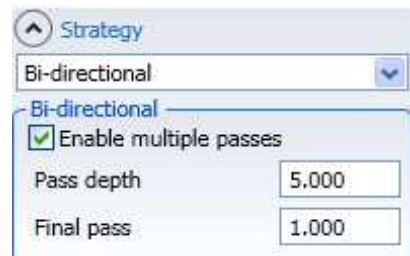 Strategy
Bi-directional
Bi-directional
Enable multiple passes
Pass depth 5.000
Final pass 1.000